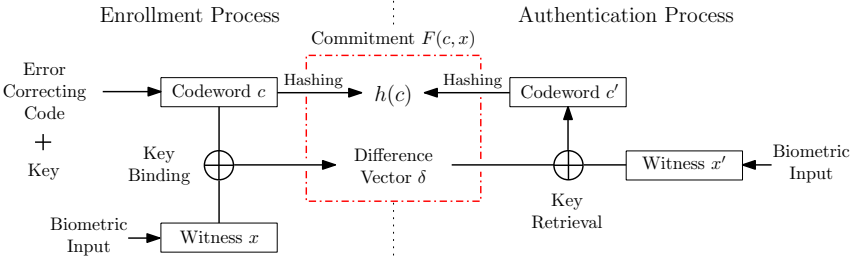 Enrollment Process
Authentication Process
Commitment F(c, x)
Error
Correcting
Code
+
Key
Codeword c
Hashing
h(c)
Hashing
Codeword c′
Key
Binding
Difference
Vector δ
Witness x′
Biometric
Input
Key
Retrieval
Biometric
Input
Witness x